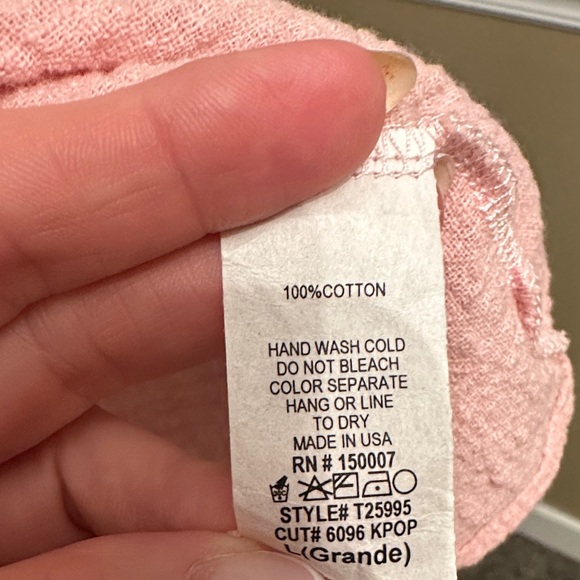 100%COTTON
HAND WASH COLD
DO NOT BLEACH
COLOR SEPARATE
HANG OR LINE
TO DRY
MADE IN USA
RN # 150007
STYLE# T25995
CUT# 6096 KPOP
L(Grande)